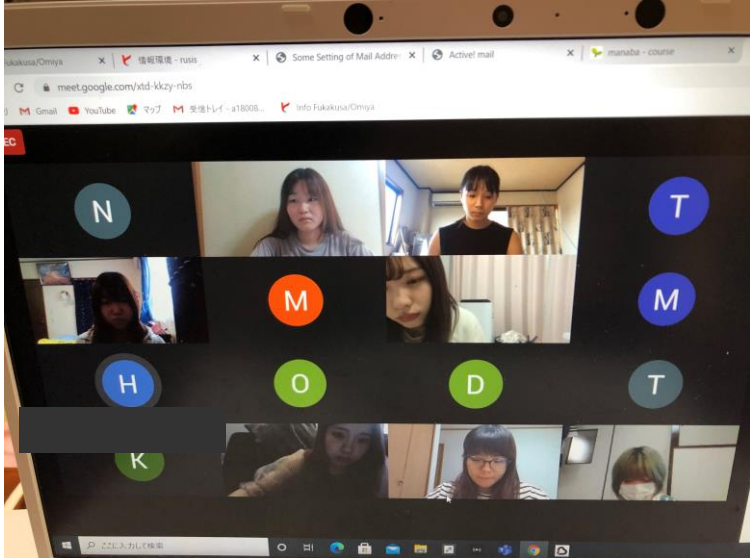 ukakusa/Omiya
情報環境 - rusis
Some Setting of Mail Addre
Active! mail
manaba - course
meet.google.com/xtd-kkzy-nbs
Gmail
YouTube
マップ
受信トレイ - a18008...
Info Fukakusa/Omiya
EC
N
T
M
M
H
O
D
T
K
ここに入力して検索